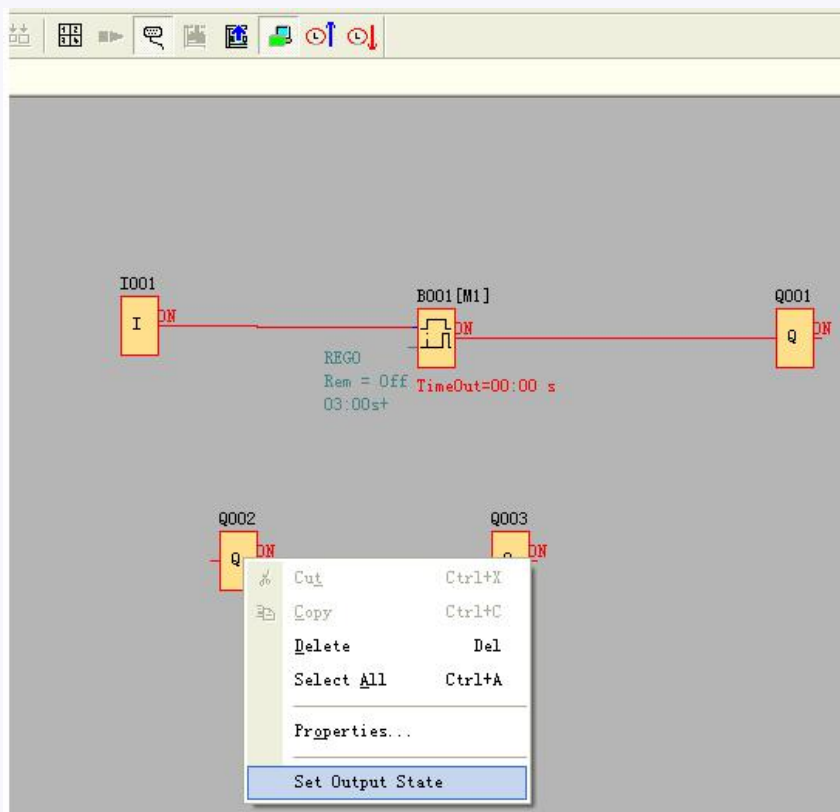 I001
I
ON
B001[M1]
ON
Q001
Q
ON
REGO
Rem = Off
03:00s+
TimeOut=00:00 s
Q002
Q
ON
Q003
ON
Cut Ctrl+X
Copy Ctrl+C
Delete Del
Select All Ctrl+A
Properties...
Set Output State